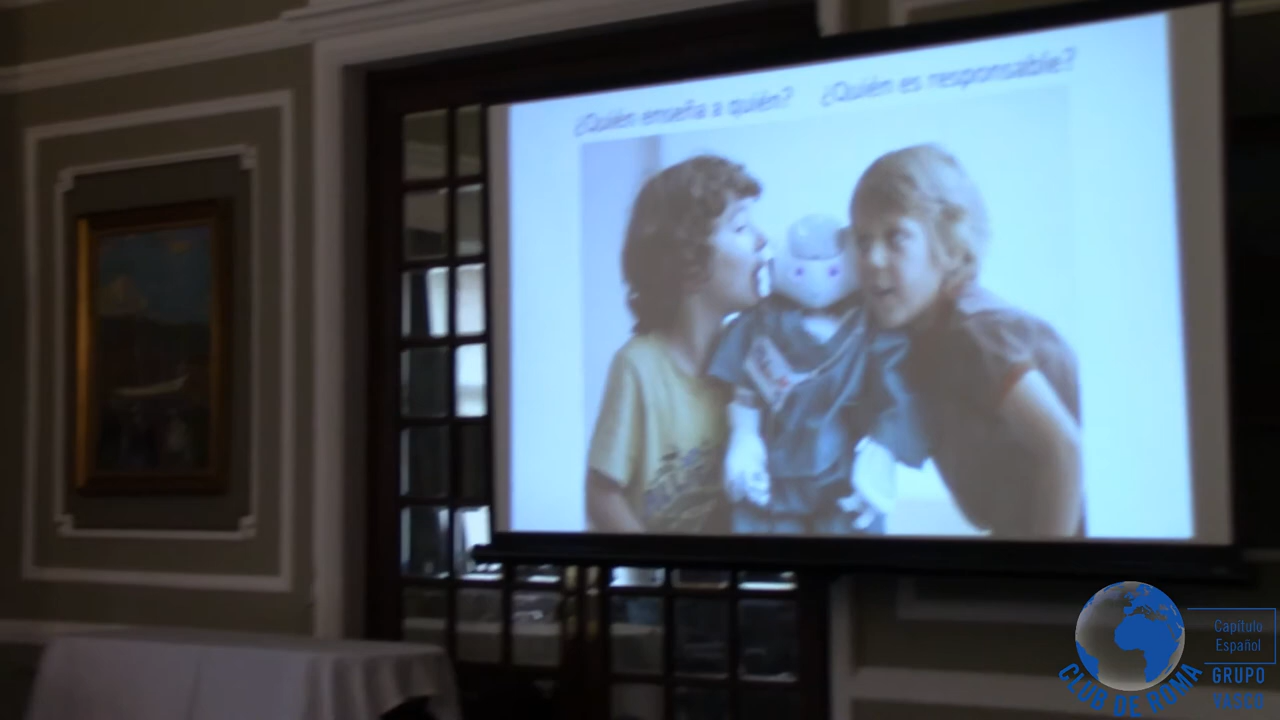 ¿Quién enseña a quién? ¿Quién es responsable?
Capítulo
Español
GRUPO
VASCO
CLUB DE ROMA